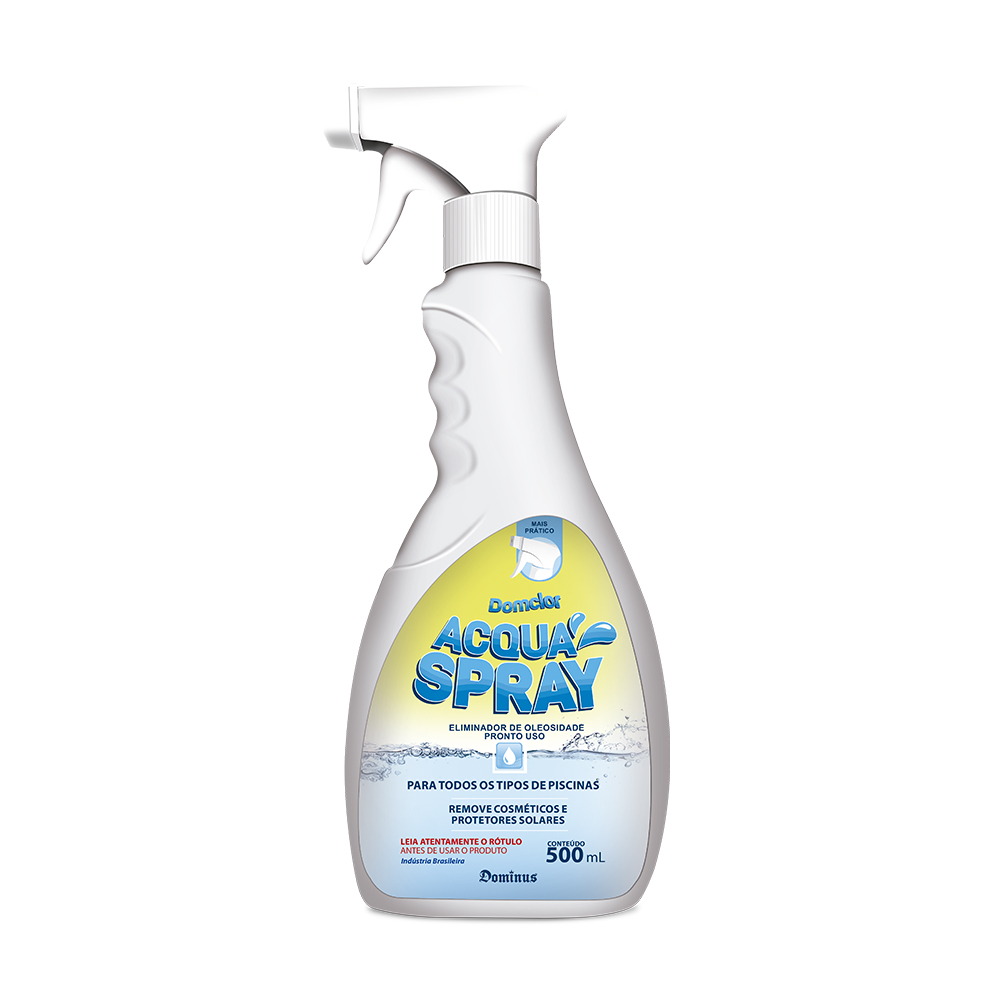 MAIS
PRÁTICO
Domclor
ACQUA
SPRAY
ELIMINADOR DE OLEOSIDADE
PRONTO USO
PARA TODOS OS TIPOS DE PISCINAS
REMOVE COSMÉTICOS E
PROTETORES SOLARES
LEIA ATENTAMENTE O RÓTULO
ANTES DE USAR O PRODUTO
Indústria Brasileira
CONTEÚDO
500 mL
Dominus